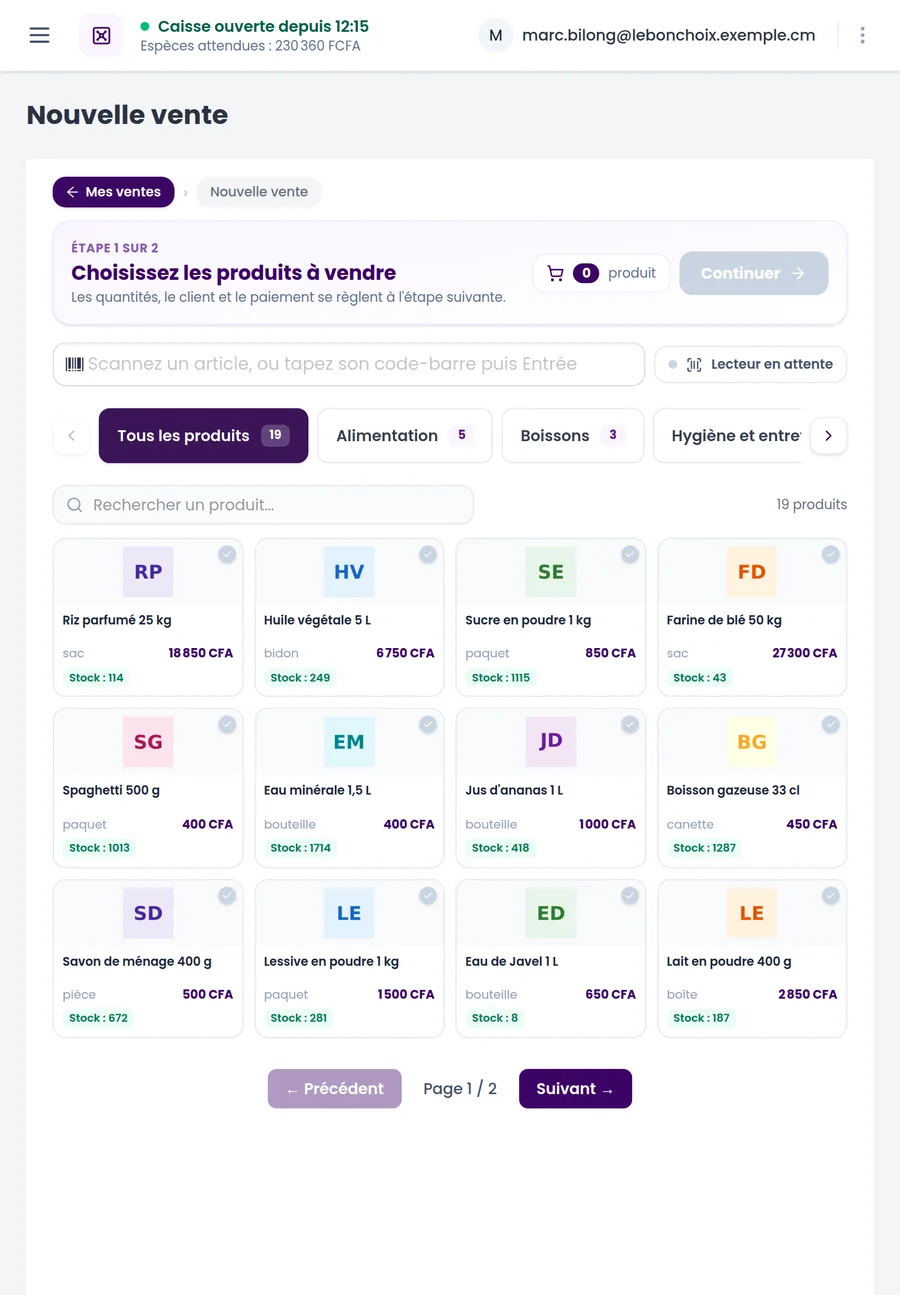 Caisse ouverte depuis 12:15
Espèces attendues : 230 360 FCFA
M marc.bilong@lebonchoix.exemple.cm
Nouvelle vente
← Mes ventes › Nouvelle vente
ÉTAPE 1 SUR 2
Choisissez les produits à vendre
Les quantités, le client et le paiement se règlent à l'étape suivante.
0 produit
Continuer →
Scannez un article, ou tapez son code-barre puis Entrée
Lecteur en attente
Tous les produits 19
Alimentation 5
Boissons 3
Hygiène et entre
Rechercher un produit...
19 produits
RP
Riz parfumé 25 kg
sac 18 850 CFA
Stock : 114
HV
Huile végétale 5 L
bidon 6 750 CFA
Stock : 249
SE
Sucre en poudre 1 kg
paquet 850 CFA
Stock : 1115
FD
Farine de blé 50 kg
sac 27 300 CFA
Stock : 43
SG
Spaghetti 500 g
paquet 400 CFA
Stock : 1013
EM
Eau minérale 1,5 L
bouteille 400 CFA
Stock : 1714
JD
Jus d'ananas 1 L
bouteille 1 000 CFA
Stock : 418
BG
Boisson gazeuse 33 cl
canette 450 CFA
Stock : 1287
SD
Savon de ménage 400 g
pièce 500 CFA
Stock : 672
LE
Lessive en poudre 1 kg
paquet 1 500 CFA
Stock : 281
ED
Eau de Javel 1 L
bouteille 650 CFA
Stock : 8
LE
Lait en poudre 400 g
boîte 2 850 CFA
Stock : 187
← Précédent
Page 1 / 2
Suivant →